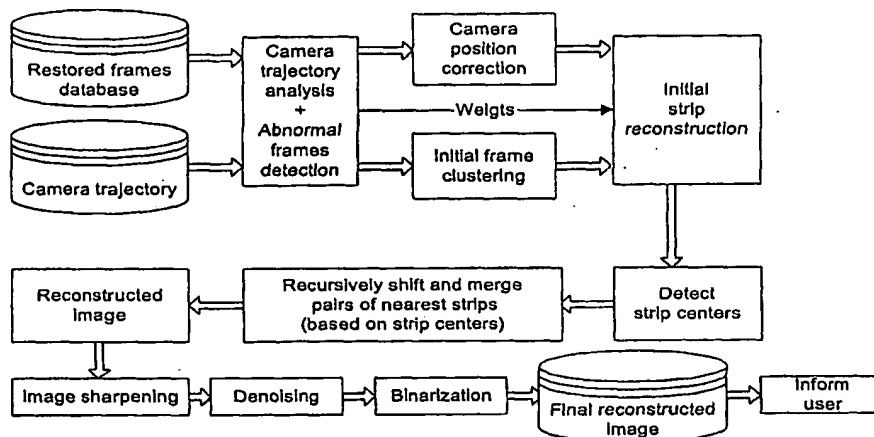 Restored frames
database
Camera trajectory
Camera
trajectory
analysis
+
Abnormal
frames
detection
Camera
position
correction
Weigts
Initial frame
clustering
Initial
strip
reconstruction
Detect
strip centers
Recursively shift and merge
pairs of nearest strips
(based on strip centers)
Reconstructed
image
Image sharpening
Denoising
Binarization
Final reconstructed
image
Inform
user